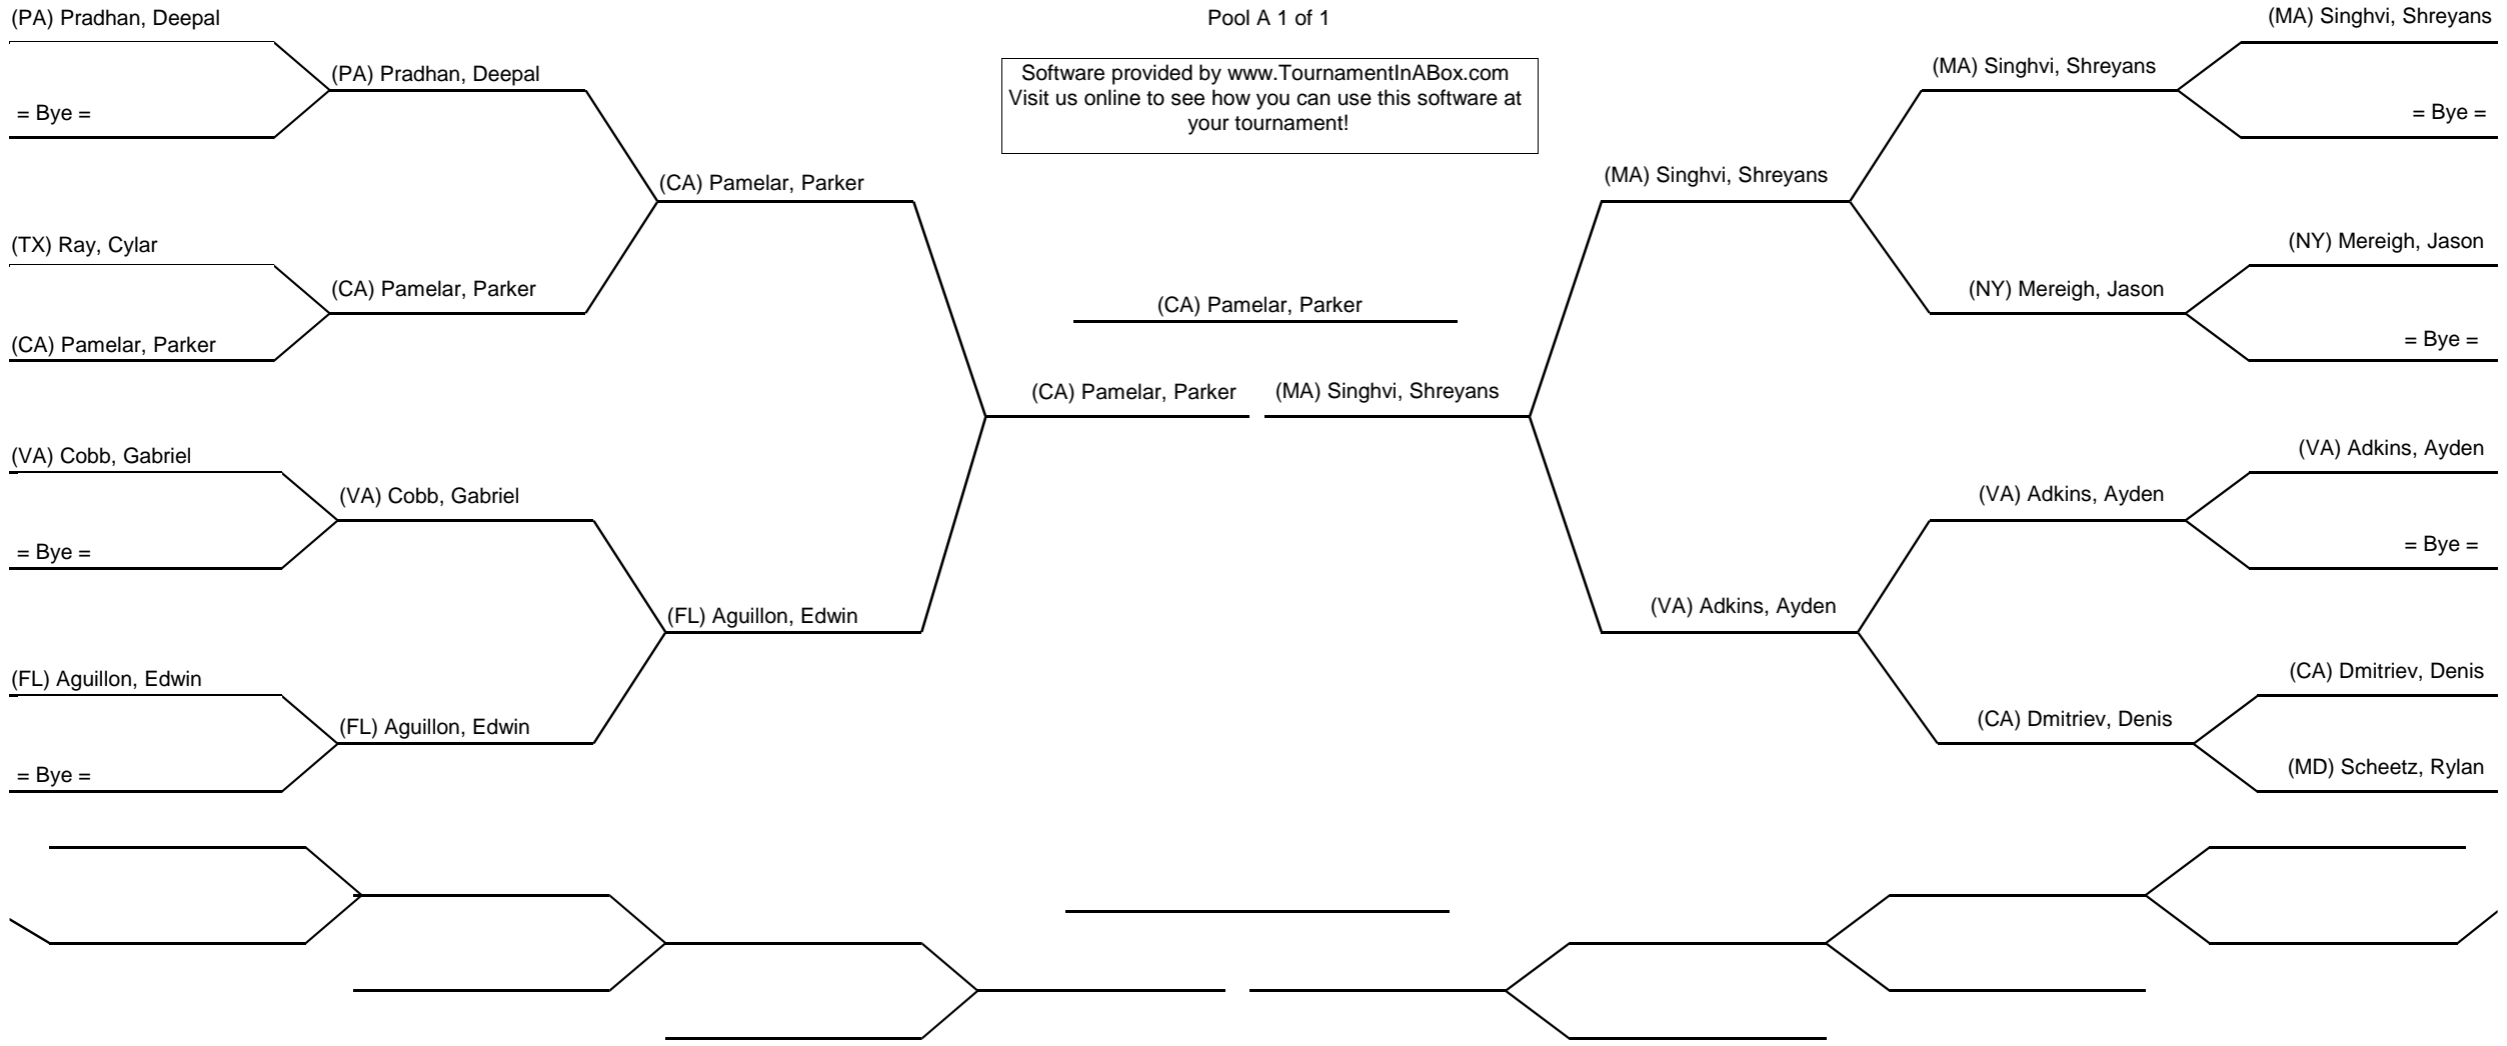 (PA) Pradhan, Deepal
= Bye =
(TX) Ray, Cylar
(CA) Pamelar, Parker
(VA) Cobb, Gabriel
= Bye =
(FL) Aguillon, Edwin
= Bye =
(PA) Pradhan, Deepal
(CA) Pamelar, Parker
(VA) Cobb, Gabriel
(FL) Aguillon, Edwin
(CA) Pamelar, Parker
(FL) Aguillon, Edwin
Pool A 1 of 1
Software provided by www.TournamentInABox.com
Visit us online to see how you can use this software at
your tournament!
(CA) Pamelar, Parker
(CA) Pamelar, Parker
(MA) Singhvi, Shreyans
(MA) Singhvi, Shreyans
(VA) Adkins, Ayden
(MA) Singhvi, Shreyans
(NY) Mereigh, Jason
(VA) Adkins, Ayden
(CA) Dmitriev, Denis
(MA) Singhvi, Shreyans
= Bye =
(NY) Mereigh, Jason
= Bye =
(VA) Adkins, Ayden
= Bye =
(CA) Dmitriev, Denis
(MD) Scheetz, Rylan